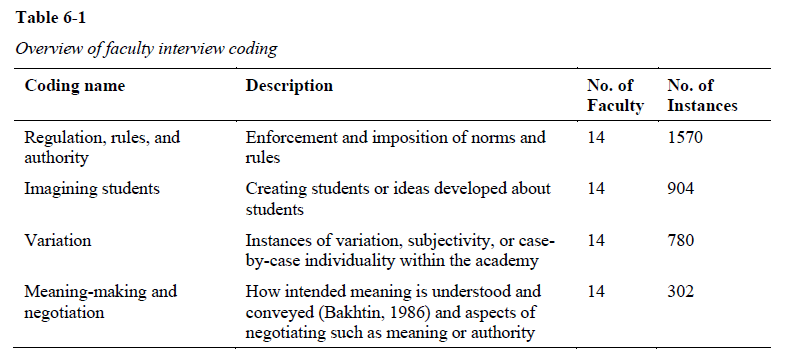 Table 6-1
Overview of faculty interview coding
Coding name Description No. of Faculty No. of Instances
Regulation, rules, and authority Enforcement and imposition of norms and rules 14 1570
Imagining students Creating students or ideas developed about students 14 904
Variation Instances of variation, subjectivity, or case-by-case individuality within the academy 14 780
Meaning-making and negotiation How intended meaning is understood and conveyed (Bakhtin, 1986) and aspects of negotiating such as meaning or authority 14 302